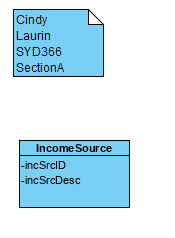 Cindy
Laurin
SYD366
SectionA
IncomeSource
-incSrcID
-incSrcDesc